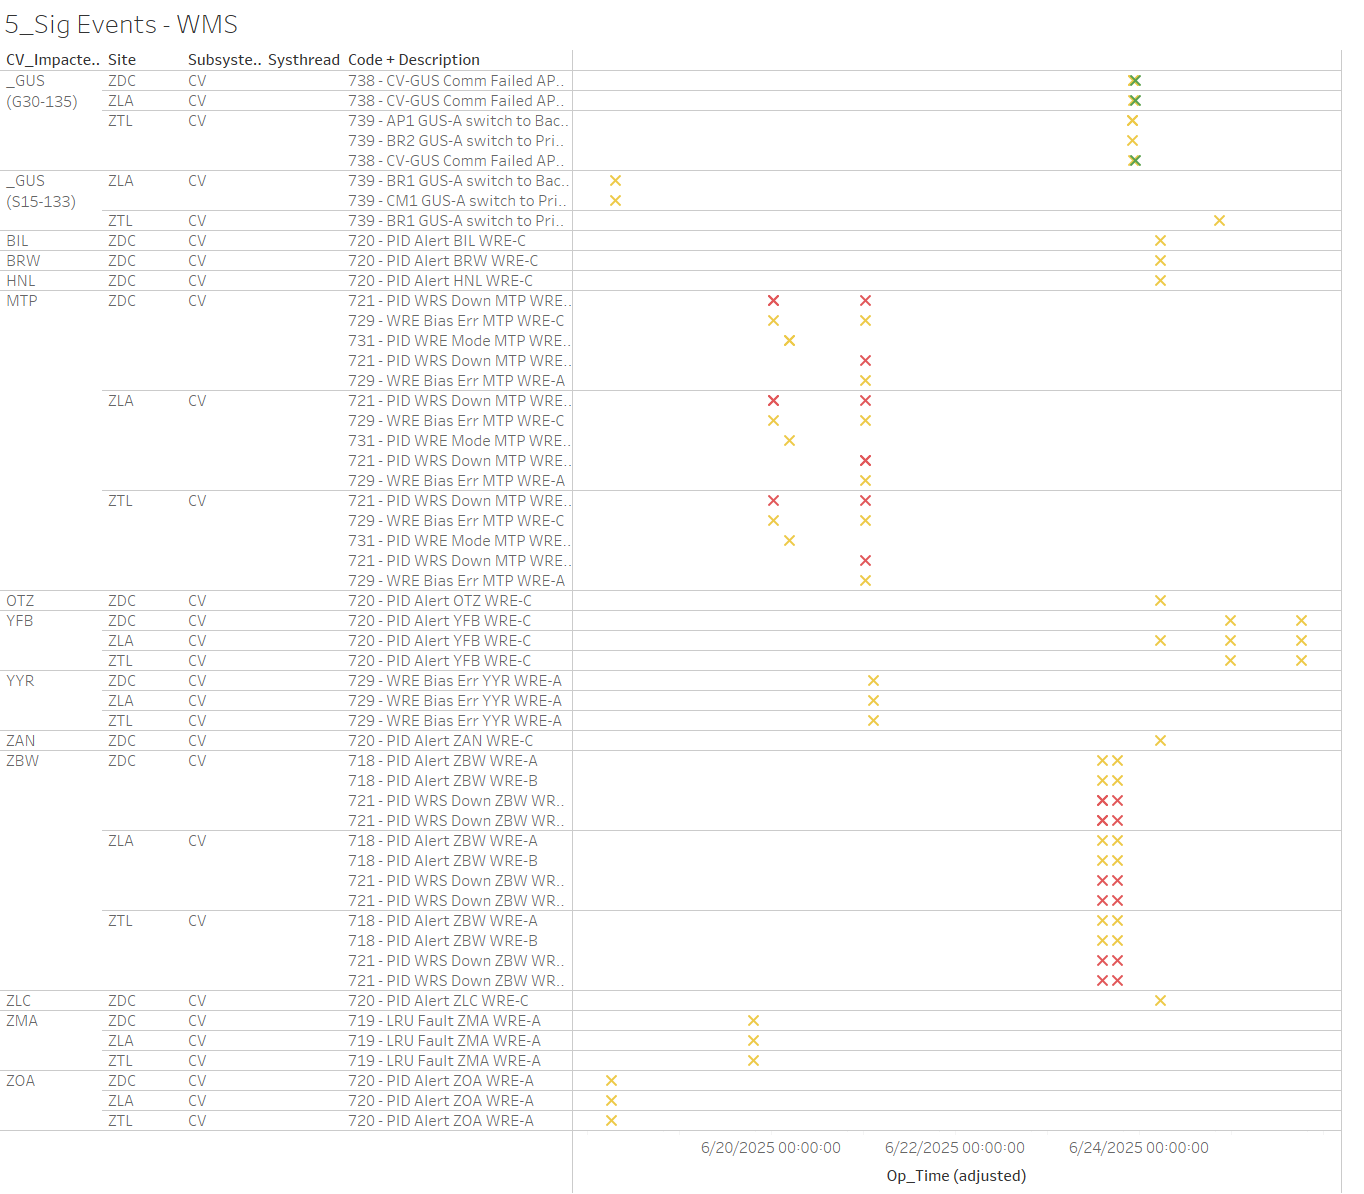 5_Sig Events - WMS
CV_Impacte.. Site Subsyste.. Systhread Code + Description
_GUS (G30-135) ZDC CV 738 - CV-GUS Comm Failed AP..
ZLA CV 738 - CV-GUS Comm Failed AP..
ZTL CV 739 - AP1 GUS-A switch to Bac..
739 - BR2 GUS-A switch to Pri..
738 - CV-GUS Comm Failed AP..
_GUS (S15-133) ZLA CV 739 - BR1 GUS-A switch to Bac..
739 - CM1 GUS-A switch to Pri..
ZTL CV 739 - BR1 GUS-A switch to Pri..
BIL ZDC CV 720 - PID Alert BIL WRE-C
BRW ZDC CV 720 - PID Alert BRW WRE-C
HNL ZDC CV 720 - PID Alert HNL WRE-C
MTP ZDC CV 721 - PID WRS Down MTP WRE..
729 - WRE Bias Err MTP WRE-C
731 - PID WRE Mode MTP WRE..
721 - PID WRS Down MTP WRE..
729 - WRE Bias Err MTP WRE-A
ZLA CV 721 - PID WRS Down MTP WRE..
729 - WRE Bias Err MTP WRE-C
731 - PID WRE Mode MTP WRE..
721 - PID WRS Down MTP WRE..
729 - WRE Bias Err MTP WRE-A
ZTL CV 721 - PID WRS Down MTP WRE..
729 - WRE Bias Err MTP WRE-C
731 - PID WRE Mode MTP WRE..
721 - PID WRS Down MTP WRE..
729 - WRE Bias Err MTP WRE-A
OTZ ZDC CV 720 - PID Alert OTZ WRE-C
YFB ZDC CV 720 - PID Alert YFB WRE-C
ZLA CV 720 - PID Alert YFB WRE-C
ZTL CV 720 - PID Alert YFB WRE-C
YYR ZDC CV 729 - WRE Bias Err YYR WRE-A
ZLA CV 729 - WRE Bias Err YYR WRE-A
ZTL CV 729 - WRE Bias Err YYR WRE-A
ZAN ZDC CV 720 - PID Alert ZAN WRE-C
ZBW ZDC CV 718 - PID Alert ZBW WRE-A
718 - PID Alert ZBW WRE-B
721 - PID WRS Down ZBW WR..
721 - PID WRS Down ZBW WR..
ZLA CV 718 - PID Alert ZBW WRE-A
718 - PID Alert ZBW WRE-B
721 - PID WRS Down ZBW WR..
721 - PID WRS Down ZBW WR..
ZTL CV 718 - PID Alert ZBW WRE-A
718 - PID Alert ZBW WRE-B
721 - PID WRS Down ZBW WR..
721 - PID WRS Down ZBW WR..
ZLC ZDC CV 720 - PID Alert ZLC WRE-C
ZMA ZDC CV 719 - LRU Fault ZMA WRE-A
ZLA CV 719 - LRU Fault ZMA WRE-A
ZTL CV 719 - LRU Fault ZMA WRE-A
ZOA ZDC CV 720 - PID Alert ZOA WRE-A
ZLA CV 720 - PID Alert ZOA WRE-A
ZTL CV 720 - PID Alert ZOA WRE-A
6/20/2025 00:00:00 6/22/2025 00:00:00 6/24/2025 00:00:00
Op_Time (adjusted)